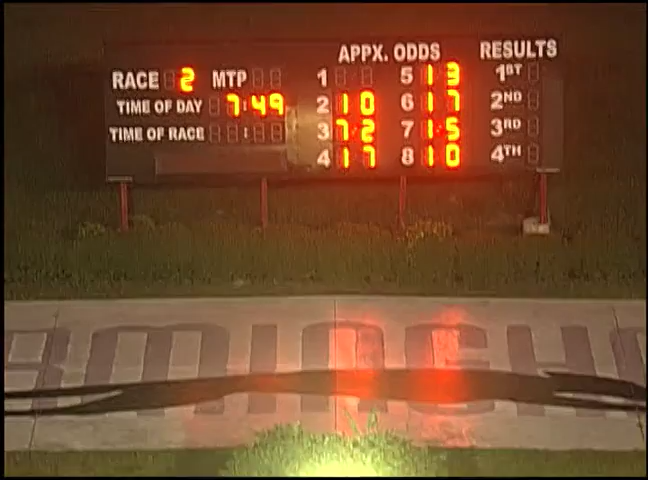 APPX. ODDS RESULTS
RACE 2 MTP 1 5 13 1ST
TIME OF DAY 7:49 2 10 6 17 2ND
TIME OF RACE 3 72 7 15 3RD
4 17 8 10 4TH
MINGH